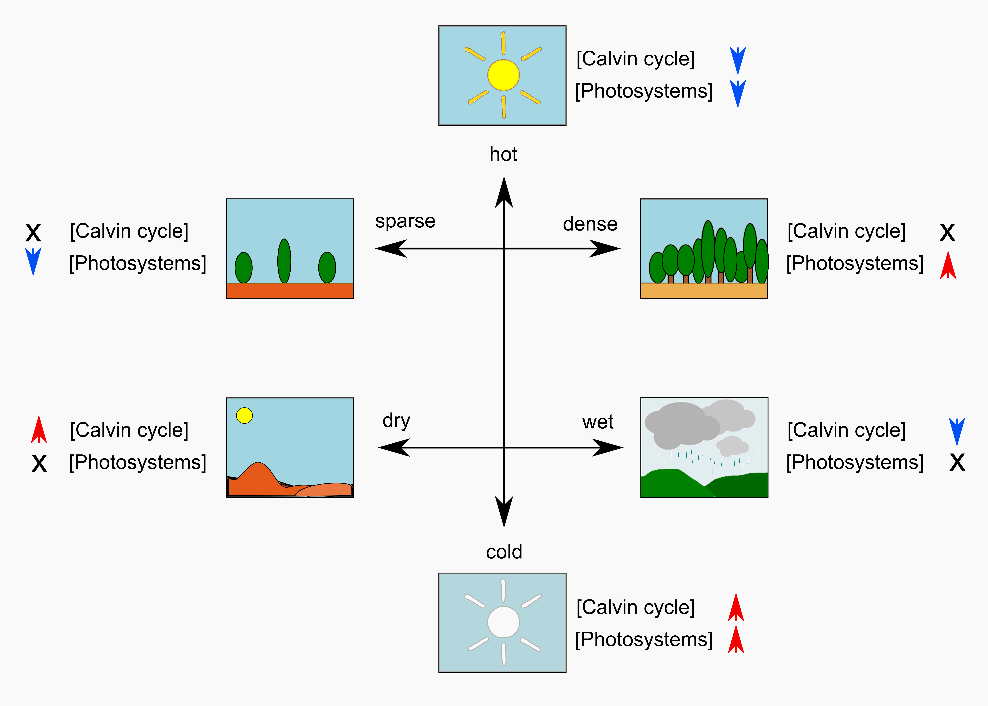 [Calvin cycle]
[Photosystems]
hot
sparse
dense
X [Calvin cycle]
[Photosystems]
[Calvin cycle] X
[Photosystems]
dry
wet
[Calvin cycle]
X [Photosystems]
[Calvin cycle]
[Photosystems] X
cold
[Calvin cycle]
[Photosystems]